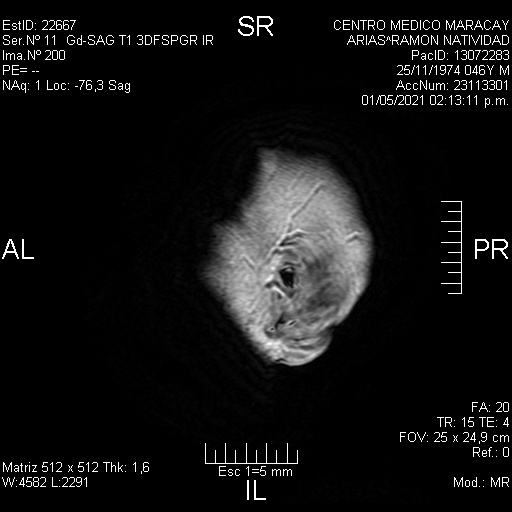 EstID: 22667
Ser.Nº 11 Gd-SAG T1 3DFSPGR IR
Ima.Nº 200
PE= --
NAq: 1 Loc: -76,3 Sag
SR
CENTRO MEDICO MARACAY
ARIAS^RAMON NATIVIDAD
PacID: 13072283
25/11/1974 046Y M
AccNum: 23113301
01/05/2021 02:13:11 p.m.
AL
PR
FA: 20
TR: 15 TE: 4
FOV: 25 x 24,9 cm
Ref.: 0
Matriz 512 x 512 Thk: 1,6
W:4582 L:2291
Esc 1=5 mm
IL
Mod.: MR